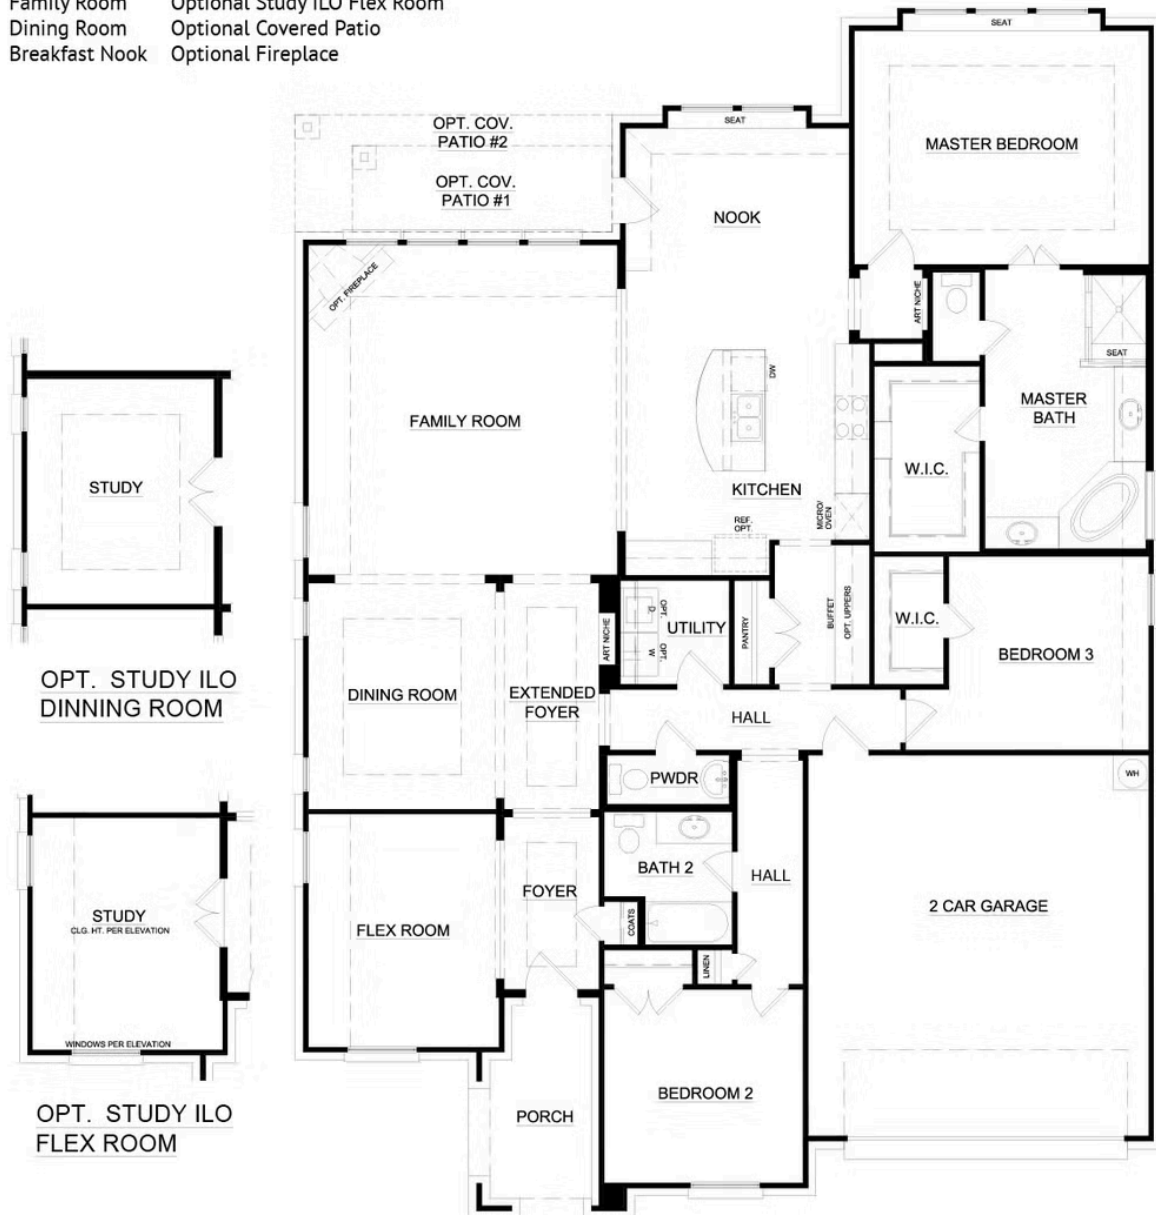 Family Room Optional Study ILO Flex Room
Dining Room Optional Covered Patio
Breakfast Nook Optional Fireplace
SEAT
OPT. COV.
PATIO #2
SEAT
MASTER BEDROOM
OPT. COV.
PATIO #1
NOOK
OPT. FIREPLACE
ART NICHE
SEAT
DW
MASTER
BATH
FAMILY ROOM
W.I.C.
STUDY
KITCHEN
MICRO/
OVEN
REF.
OPT.
OPT. STUDY ILO
DINNING ROOM
OPT.
D.
OPT.
W
UTILITY
PANTRY
BUFFET
OPT. UPPERS
W.I.C.
BEDROOM 3
ART NICHE
DINING ROOM
EXTENDED
FOYER
HALL
PWDR
WH
BATH 2
HALL
FOYER
2 CAR GARAGE
STUDY
CLG. HT. PER ELEVATION
FLEX ROOM
COATS
LINEN
WINDOWS PER ELEVATION
BEDROOM 2
OPT. STUDY ILO
FLEX ROOM
PORCH